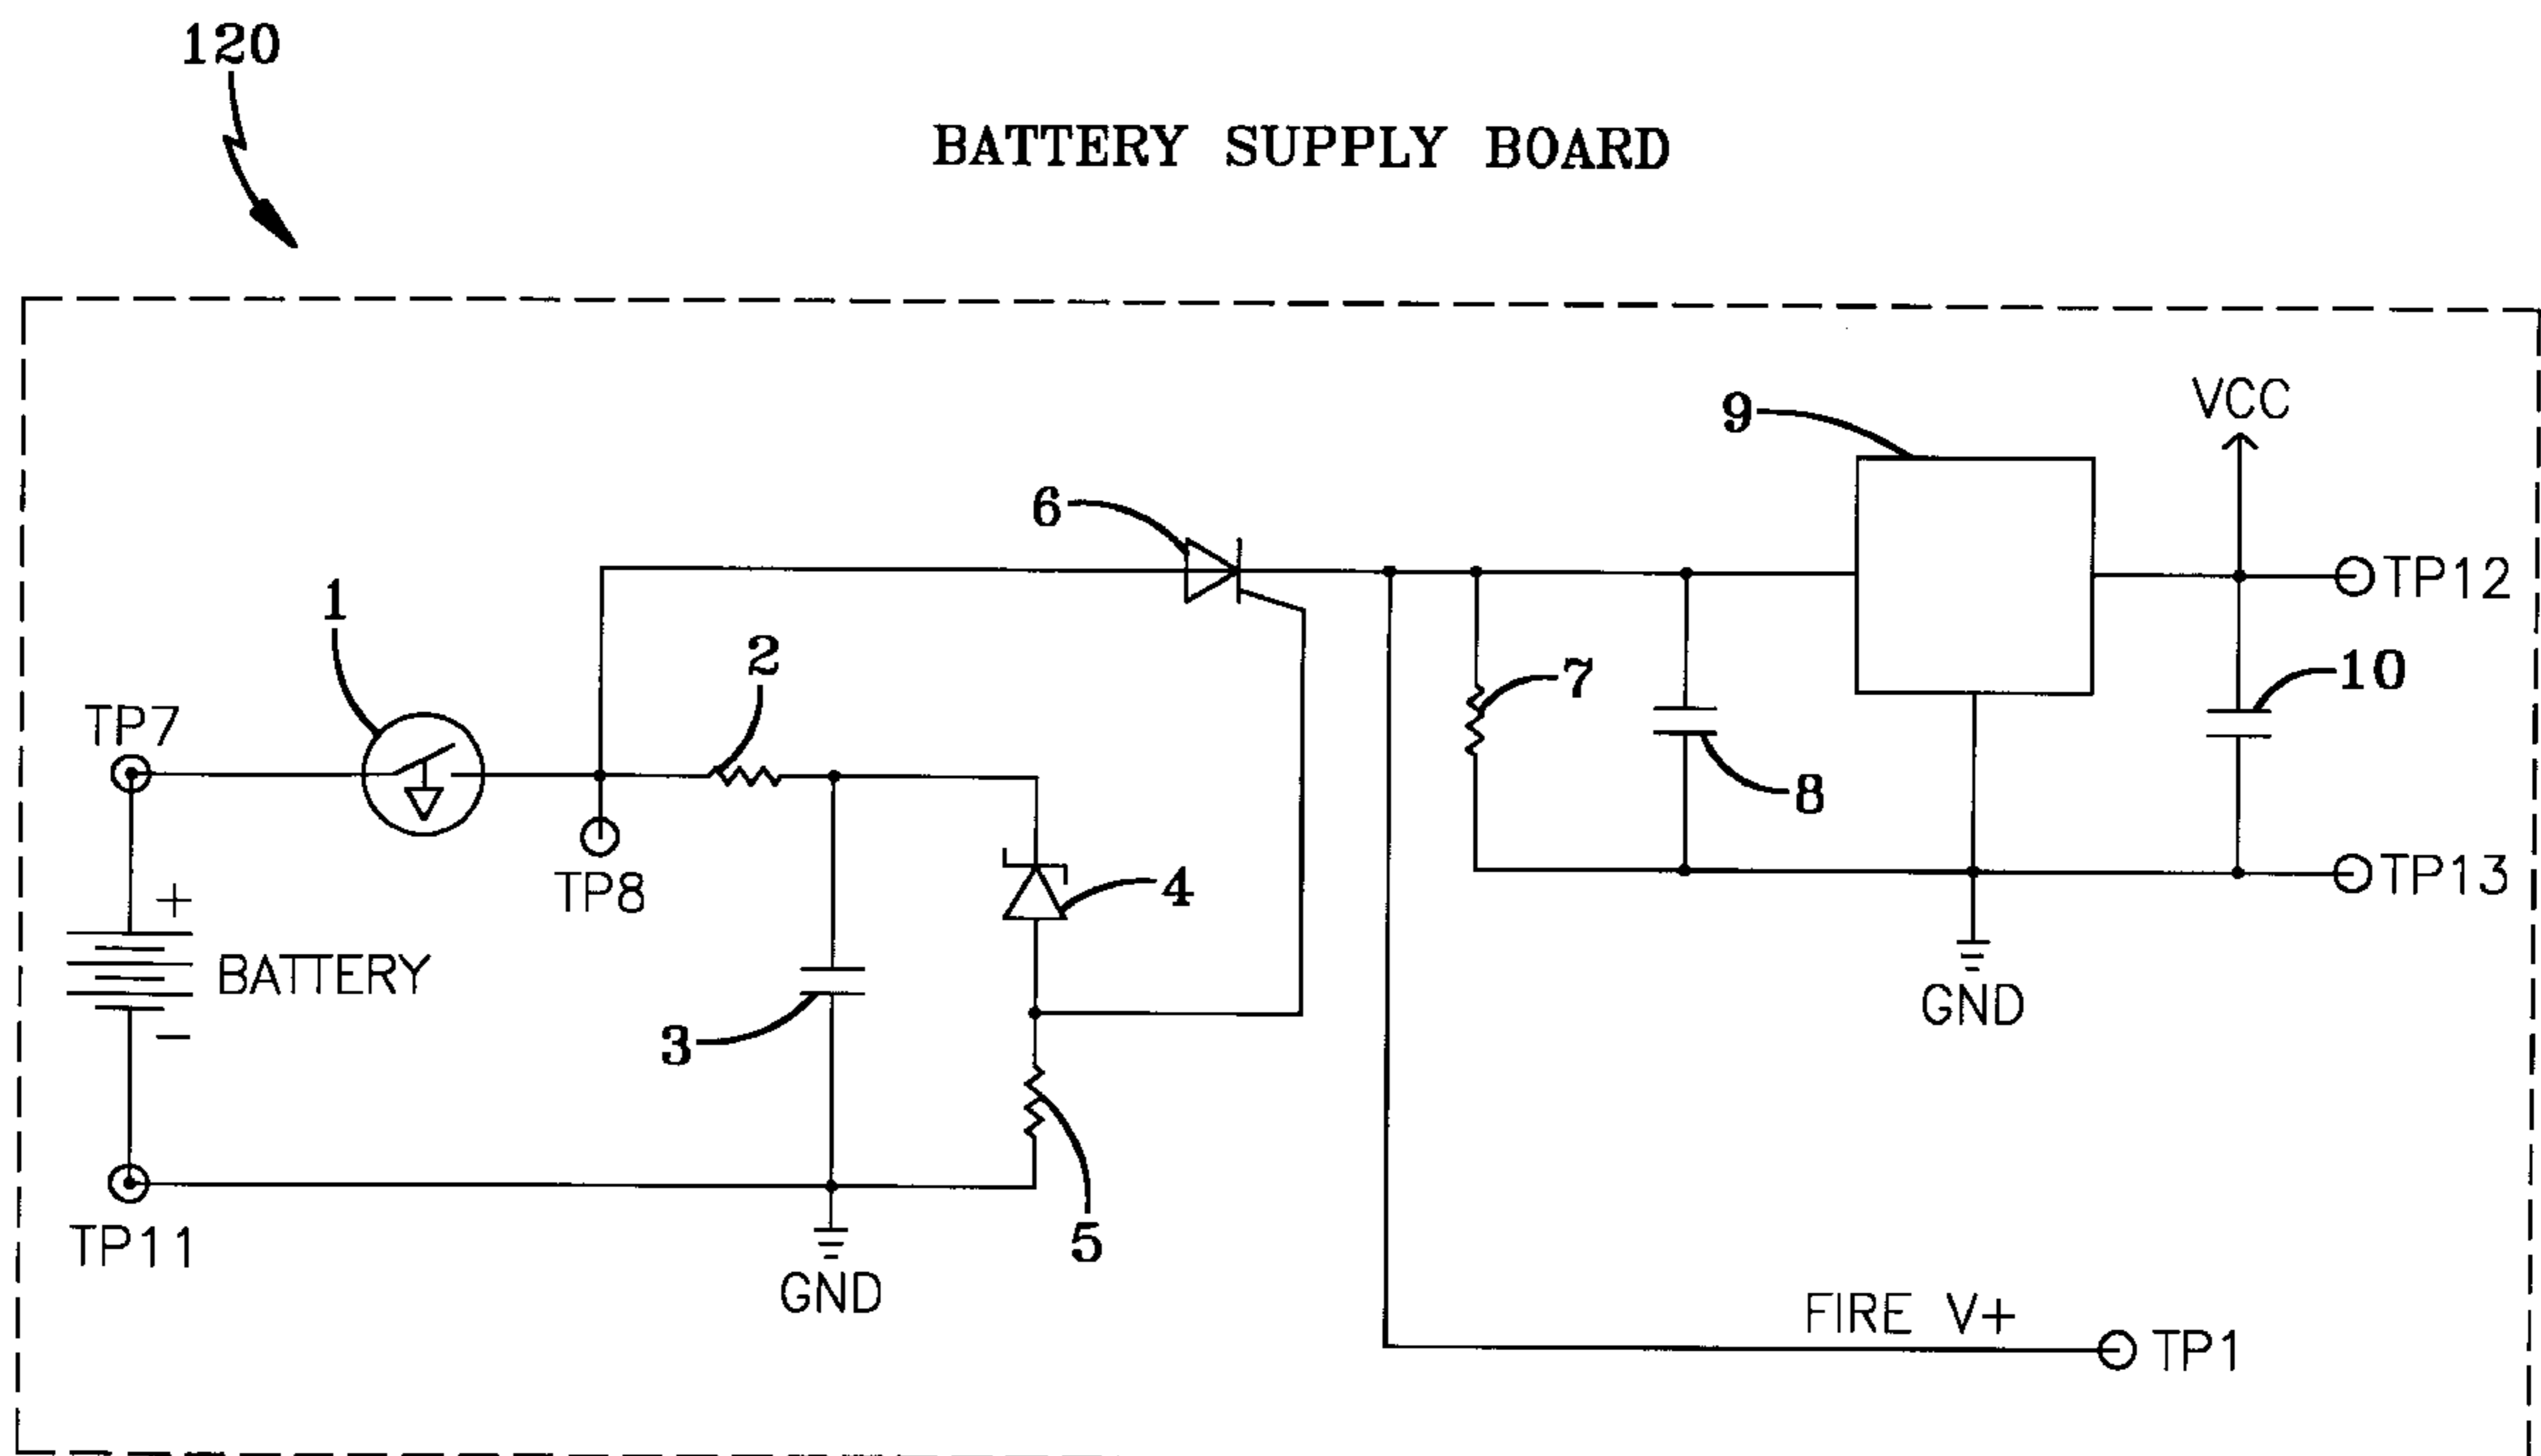 120
BATTERY SUPPLY BOARD
VCC
9
6
TP12
1
2
7
10
TP7
8
TP8
4
TP13
+
BATTERY
GND
3
−
5
TP11
GND
FIRE V+
TP1